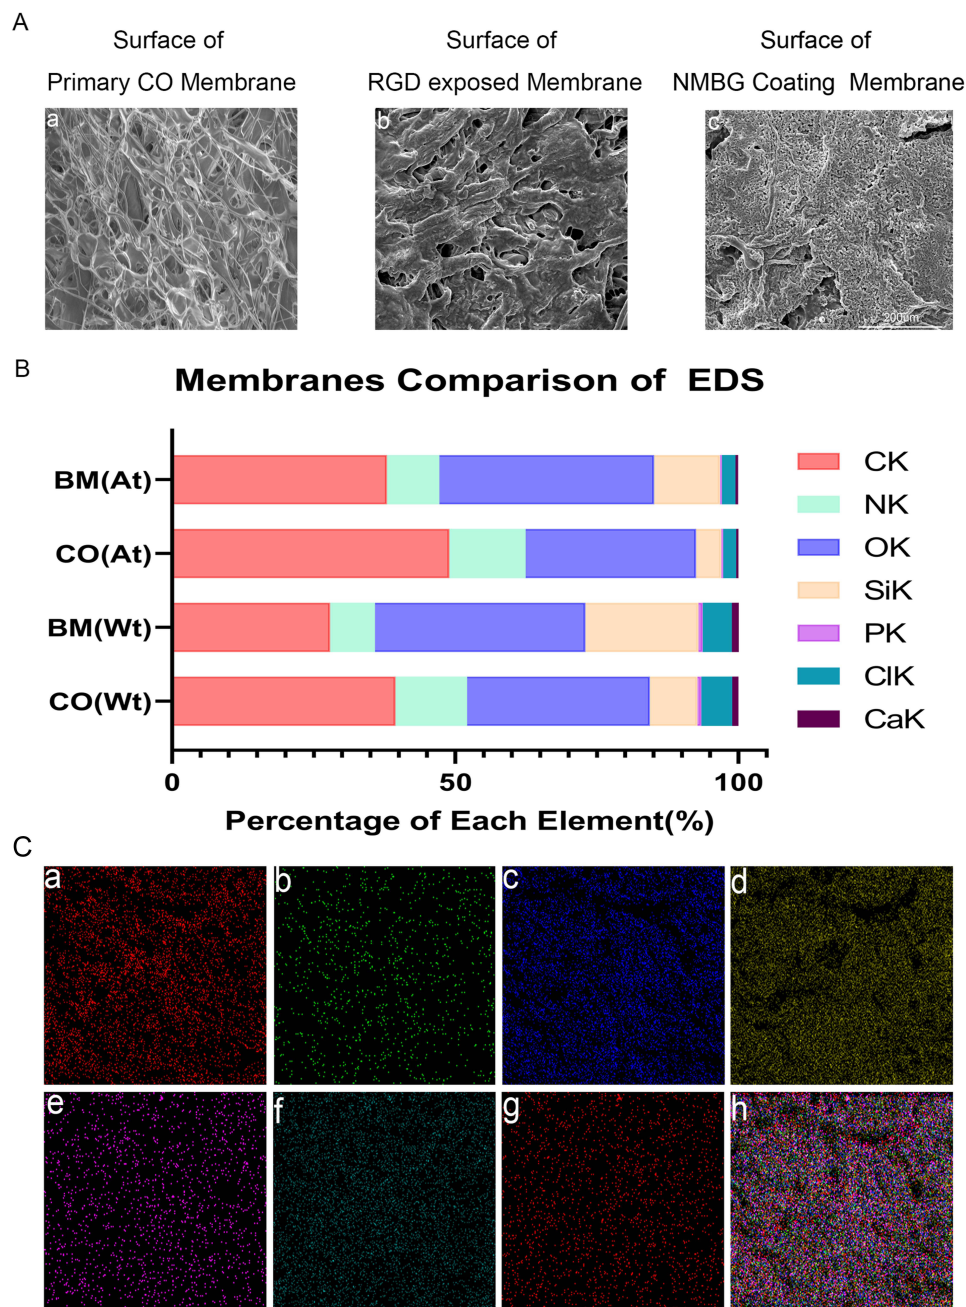 A
Surface of
Primary CO Membrane
Surface of
RGD exposed Membrane
Surface of
NMBG Coating Membrane
a
b
c
200μm
B
Membranes Comparison of EDS
BM(At)
CO(At)
BM(Wt)
CO(Wt)
0
50
100
Percentage of Each Element(%)
CK
NK
OK
SiK
PK
ClK
CaK
C
a
b
c
d
e
f
g
h